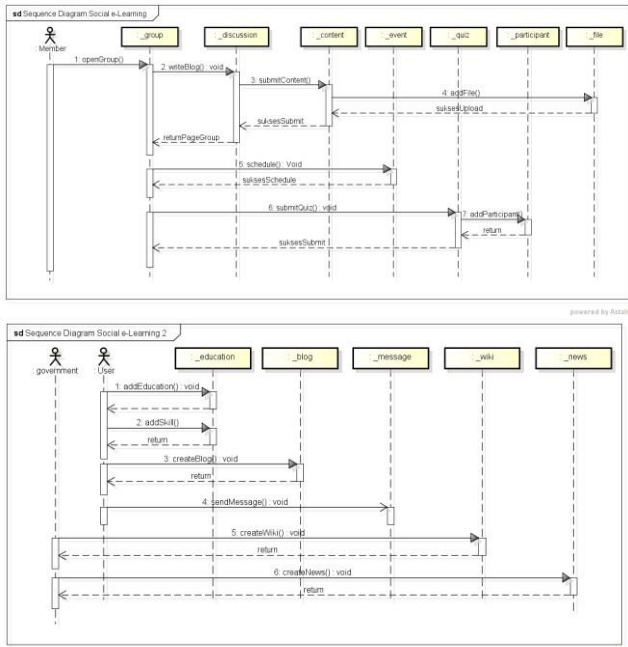 sd Sequence Diagram Social e-Learning
: Member
: _group
: _discussion
: _content
: _event
: _quiz
: _participant
: _file
1: openGroup()
2: writeBlog() : void
3: submitContent()
4: addFile()
suksesUpload
suksesSubmit
returnPageGroup
5: schedule() : Void
suksesSchedule
6: submitQuiz() : void
7: addParticipant()
return
suksesSubmit
powered by Astah
sd Sequence Diagram Social e-Learning 2
: government
: User
: _education
: _blog
: _message
: _wiki
: _news
1: addEducation() : void
2: addSkill()
return
3: createBlog() : void
return
4: sendMessage() : void
5: createWiki() : void
return
6: createNews() : void
return